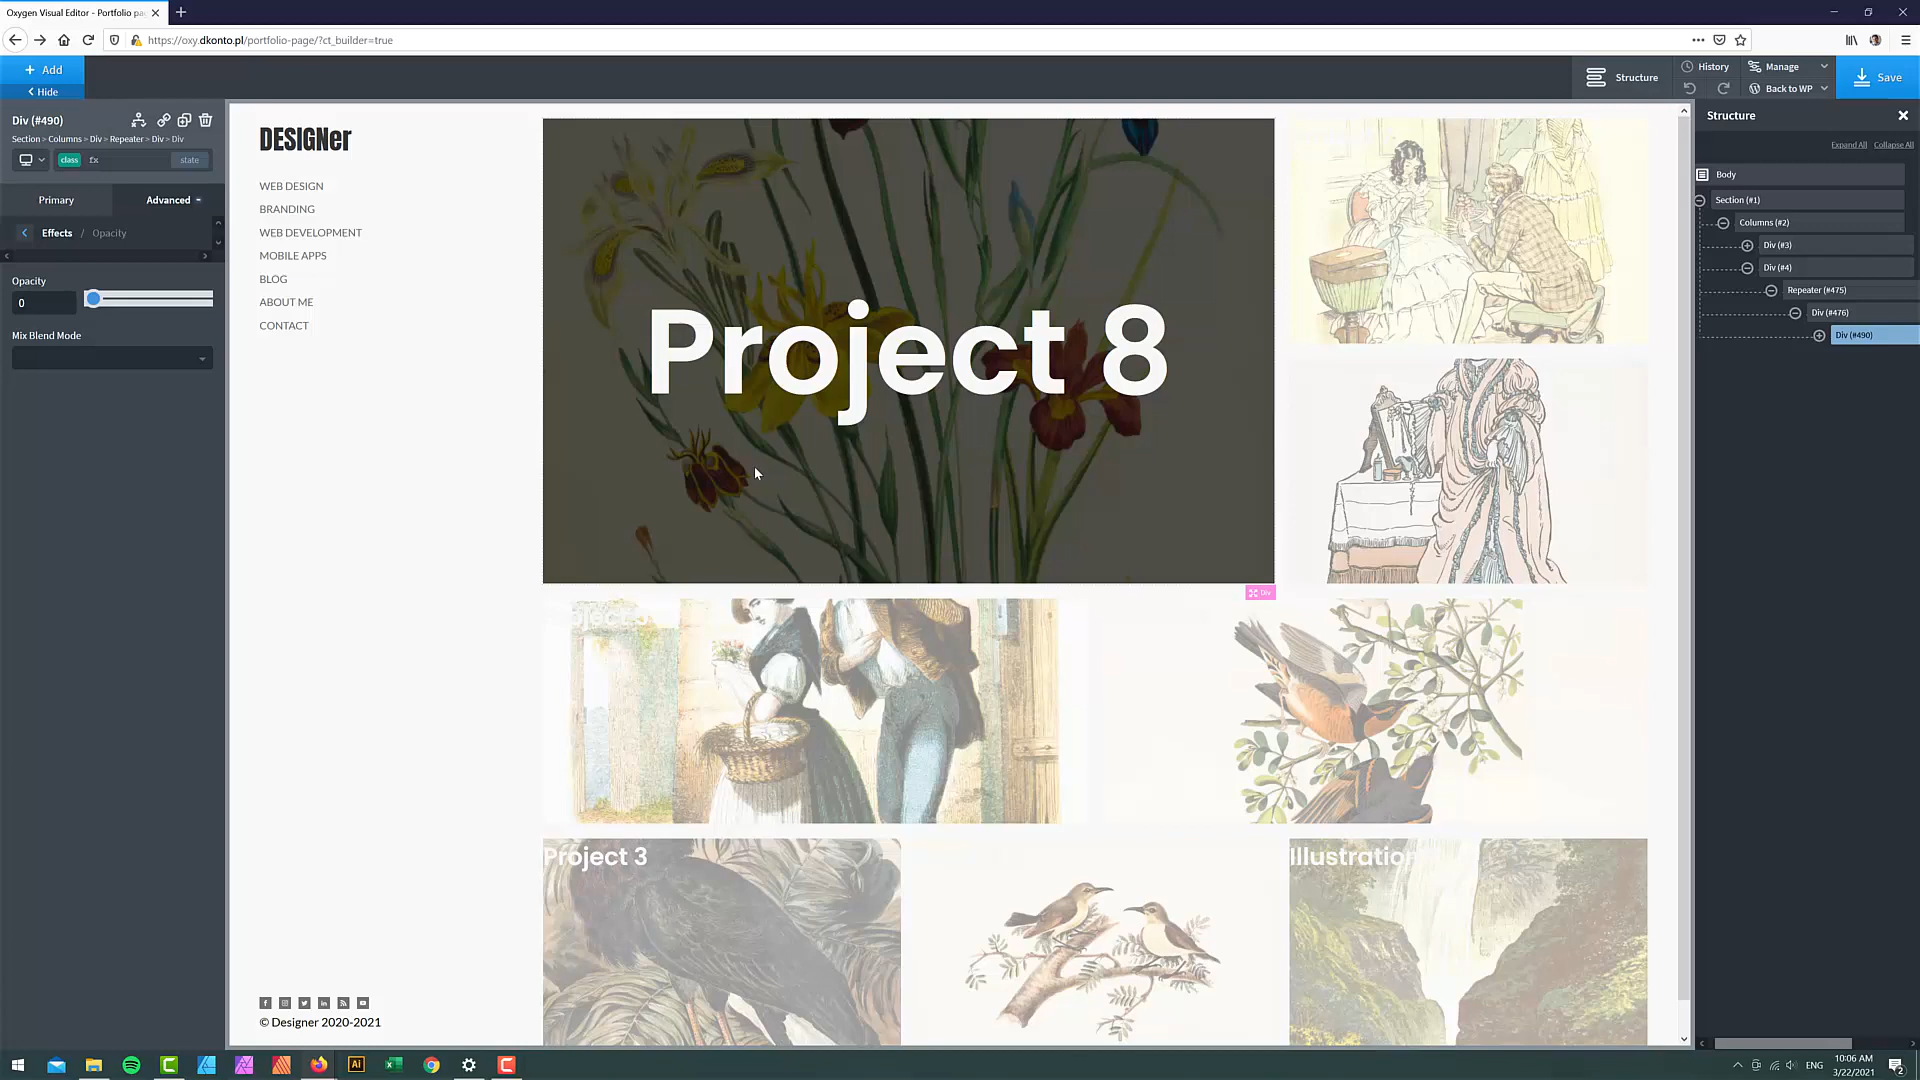 Oxygen Visual Editor - Portfolio pa
https://oxy.dkonto.pl/portfolio-page/?ct_builder=true
+ Add
Hide
Structure
History
Manage
Back to WP
Save
Div (#490)
Section > Columns > Div > Repeater > Div > Div
class
fx
state
Primary
Advanced
Effects / Opacity
Opacity
0
Mix Blend Mode
DESIGNer
WEB DESIGN
BRANDING
WEB DEVELOPMENT
MOBILE APPS
BLOG
ABOUT ME
CONTACT
Project 8
Div
Project 3
Illustration
© Designer 2020-2021
Structure
Expand All
Collapse All
Body
Section (#1)
Columns (#2)
Div (#3)
Div (#4)
Repeater (#475)
Div (#476)
Div (#490)
Ai
ENG
10:06 AM
3/22/2021
2